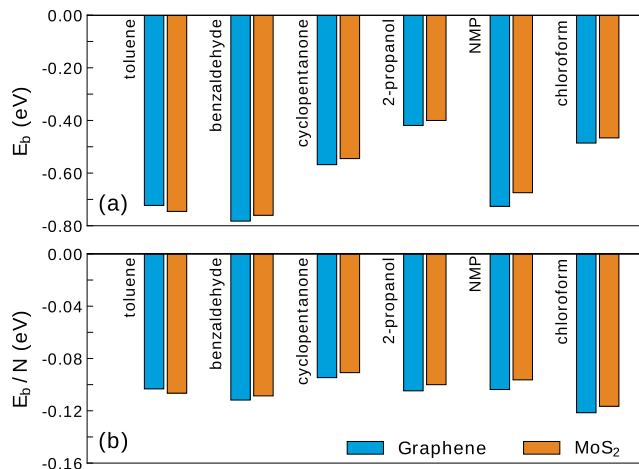 0.00
-0.20
-0.40
-0.60
-0.80
E_b (eV)
toluene
benzaldehyde
cyclopentanone
2-propanol
NMP
chloroform
(a)
0.00
-0.04
-0.08
-0.12
-0.16
E_b / N (eV)
toluene
benzaldehyde
cyclopentanone
2-propanol
NMP
chloroform
(b)
Graphene
MoS₂